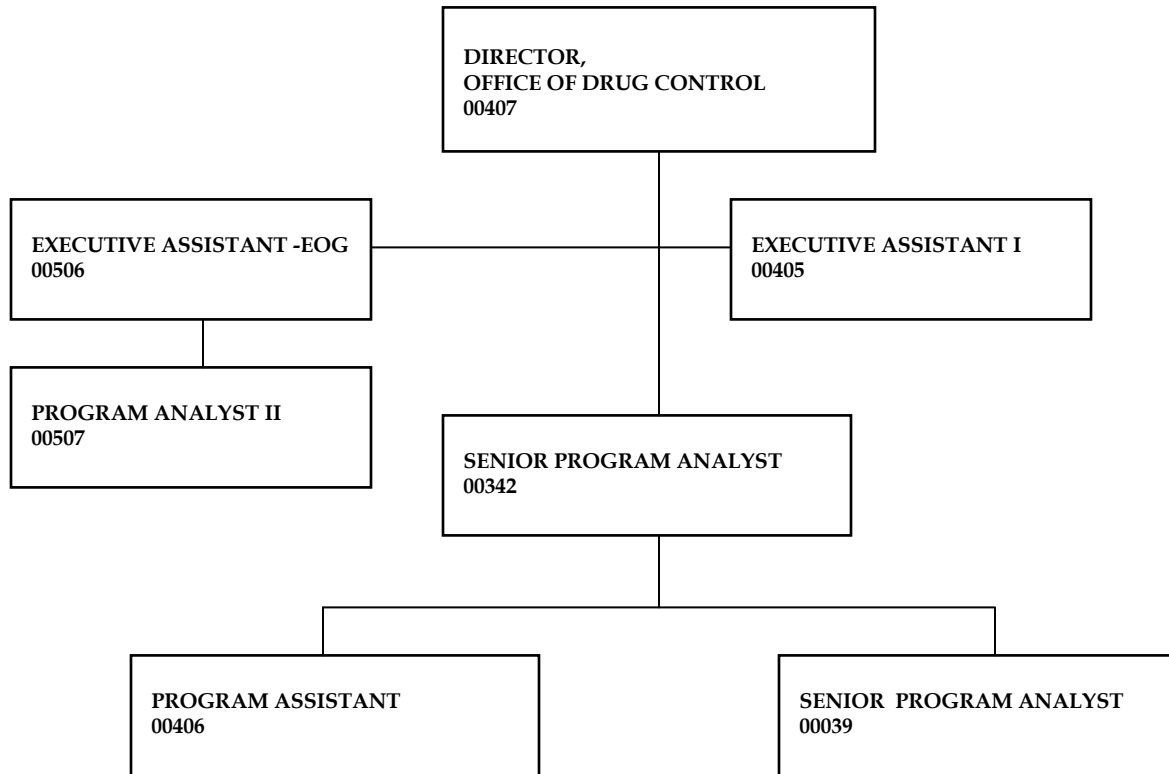 DIRECTOR,
OFFICE OF DRUG CONTROL
00407
EXECUTIVE ASSISTANT -EOG
00506
EXECUTIVE ASSISTANT I
00405
PROGRAM ANALYST II
00507
SENIOR PROGRAM ANALYST
00342
PROGRAM ASSISTANT
00406
SENIOR  PROGRAM ANALYST
00039